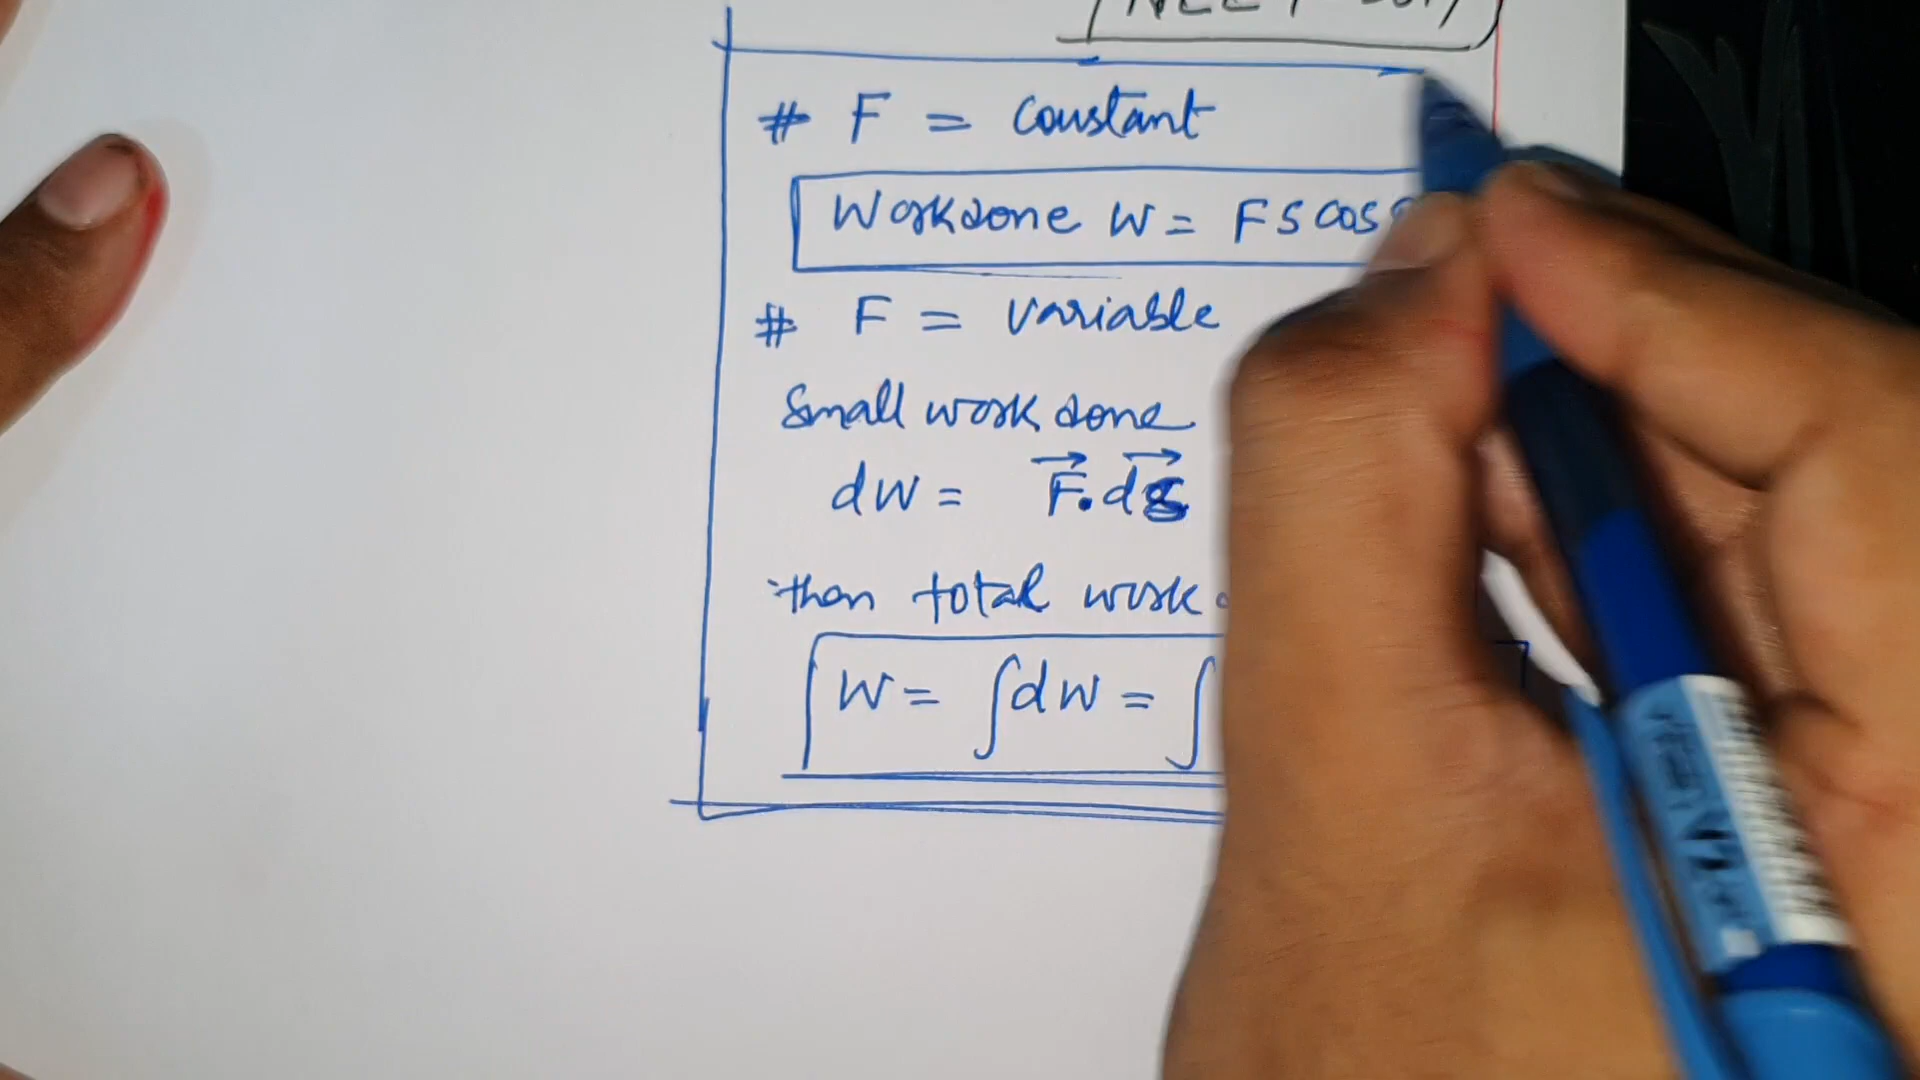 # F = constant
Workdone W = F S cos
# F = variable
Small work done
dw = F⃗.ds⃗
then total work
W = ∫dw = ∫